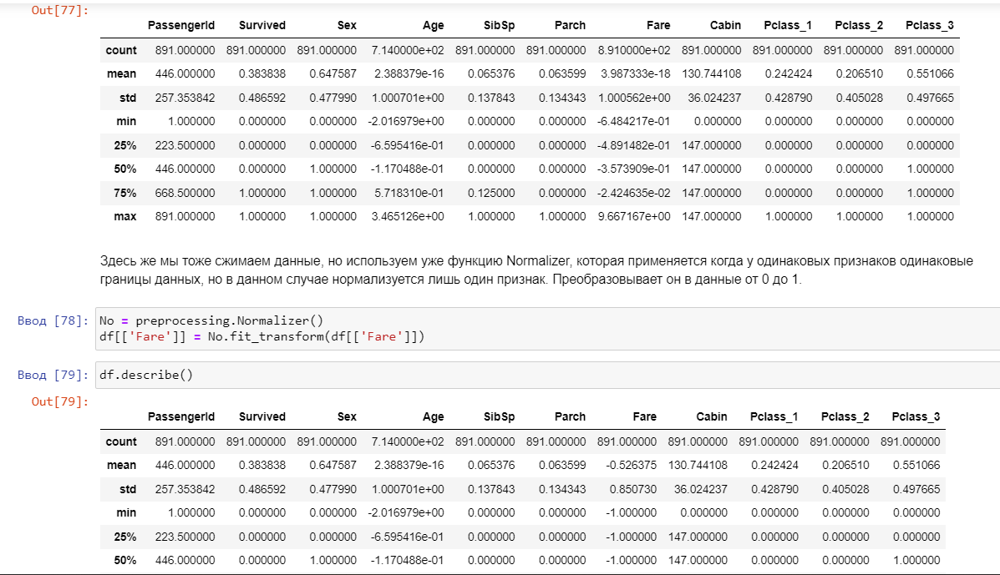 Out[77]:
PassengerId Survived Sex Age SibSp Parch Fare Cabin Pclass_1 Pclass_2 Pclass_3
count 891.000000 891.000000 891.000000 7.140000e+02 891.000000 891.000000 8.910000e+02 891.000000 891.000000 891.000000 891.000000
mean 446.000000 0.383838 0.647587 2.388379e-16 0.065376 0.063599 3.987333e-18 130.744108 0.242424 0.206510 0.551066
std 257.353842 0.486592 0.477990 1.000701e+00 0.137843 0.134343 1.000562e+00 36.024237 0.428790 0.405028 0.497665
min 1.000000 0.000000 0.000000 -2.016979e+00 0.000000 0.000000 -6.484217e-01 0.000000 0.000000 0.000000 0.000000
25% 223.500000 0.000000 0.000000 -6.595416e-01 0.000000 0.000000 -4.891482e-01 147.000000 0.000000 0.000000 0.000000
50% 446.000000 0.000000 1.000000 -1.170488e-01 0.000000 0.000000 -3.573909e-01 147.000000 0.000000 0.000000 1.000000
75% 668.500000 1.000000 1.000000 5.718310e-01 0.125000 0.000000 -2.424635e-02 147.000000 0.000000 0.000000 1.000000
max 891.000000 1.000000 1.000000 3.465126e+00 1.000000 1.000000 9.667167e+00 147.000000 1.000000 1.000000 1.000000
Здесь же мы тоже сжимаем данные, но используем уже функцию Normalizer, которая применяется когда у одинаковых признаков одинаковые
границы данных, но в данном случае нормализуется лишь один признак. Преобразовывает он в данные от 0 до 1.
Ввод [78]: No = preprocessing.Normalizer()
df[['Fare']] = No.fit_transform(df[['Fare']])
Ввод [79]: df.describe()
Out[79]:
PassengerId Survived Sex Age SibSp Parch Fare Cabin Pclass_1 Pclass_2 Pclass_3
count 891.000000 891.000000 891.000000 7.140000e+02 891.000000 891.000000 891.000000 891.000000 891.000000 891.000000 891.000000
mean 446.000000 0.383838 0.647587 2.388379e-16 0.065376 0.063599 -0.526375 130.744108 0.242424 0.206510 0.551066
std 257.353842 0.486592 0.477990 1.000701e+00 0.137843 0.134343 0.850730 36.024237 0.428790 0.405028 0.497665
min 1.000000 0.000000 0.000000 -2.016979e+00 0.000000 0.000000 -1.000000 0.000000 0.000000 0.000000 0.000000
25% 223.500000 0.000000 0.000000 -6.595416e-01 0.000000 0.000000 -1.000000 147.000000 0.000000 0.000000 0.000000
50% 446.000000 0.000000 1.000000 -1.170488e-01 0.000000 0.000000 -1.000000 147.000000 0.000000 0.000000 1.000000